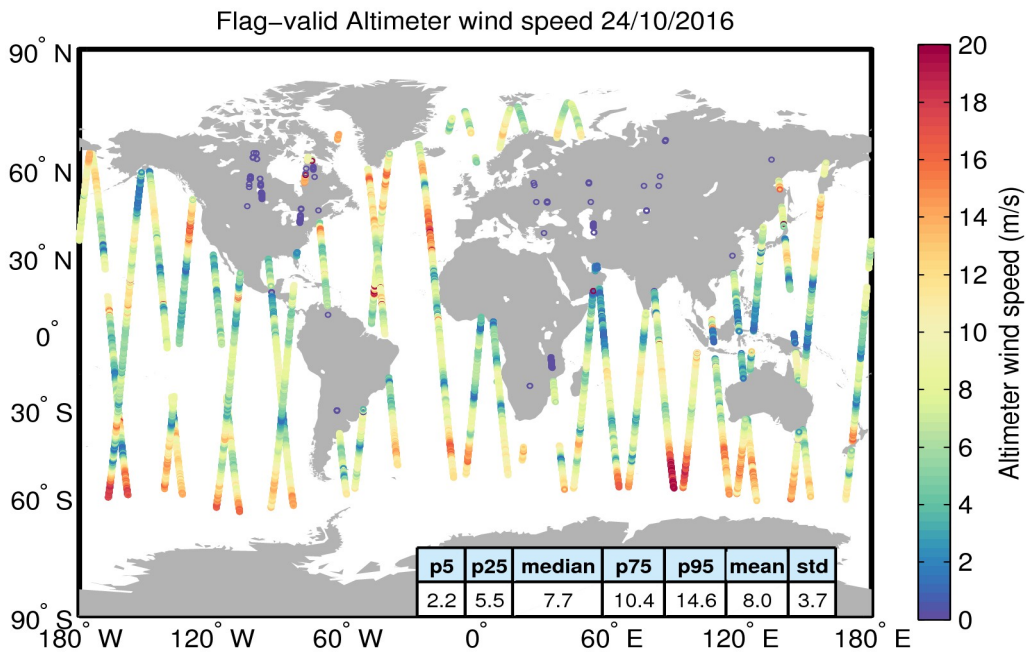 Flag−valid Altimeter wind speed 24/10/2016
90° N
60° N
30° N
0°
30° S
60° S
90° S
180° W
120° W
60° W
0°
60° E
120° E
180° E
p5 p25 median p75 p95 mean std
2.2 5.5 7.7 10.4 14.6 8.0 3.7
20
18
16
14
12
10
8
6
4
2
0
Altimeter wind speed (m/s)